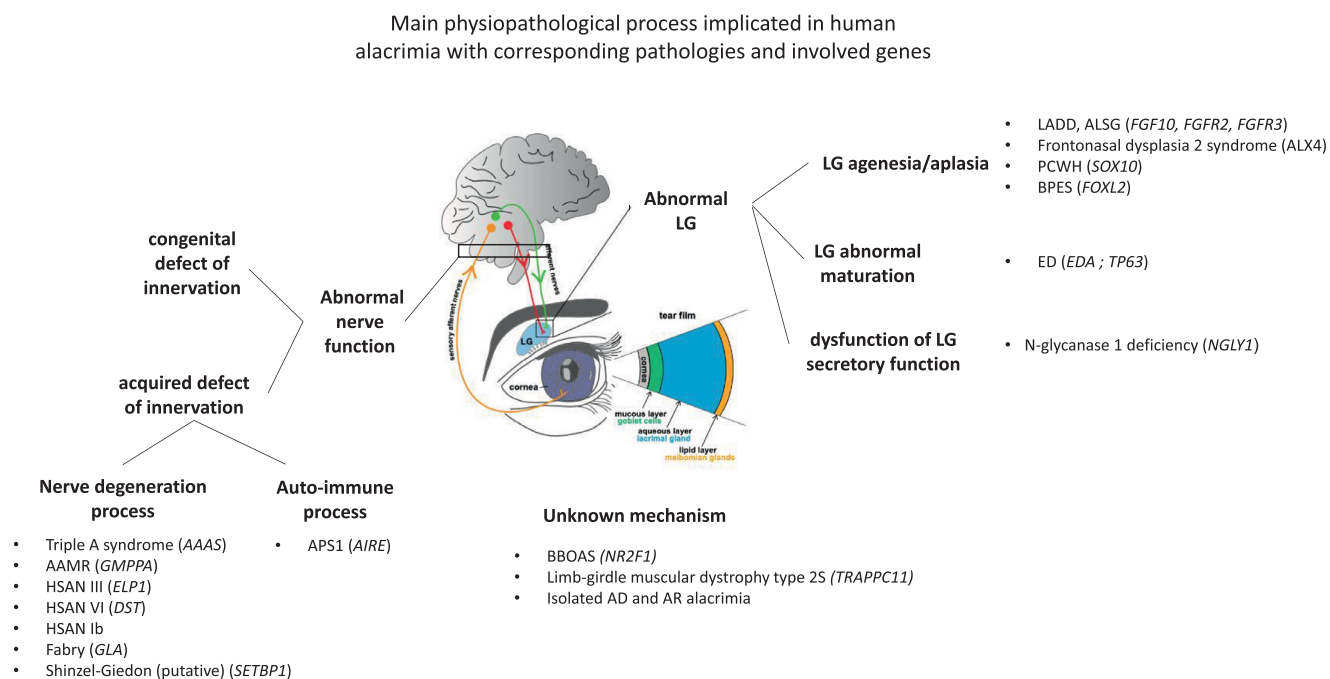 Main physiopathological process implicated in human
alacrimia with corresponding pathologies and involved genes
congenital
defect of
innervation
Abnormal
nerve
function
acquired defect
of innervation
Nerve degeneration
process
• Triple A syndrome (AAAS)
• AAMR (GMPPA)
• HSAN III (ELP1)
• HSAN VI (DST)
• HSAN Ib
• Fabry (GLA)
• Shinzel-Giedon (putative) (SETBP1)
Auto-immune
process
• APS1 (AIRE)
sensory afferent nerves
efferent nerves
LG
cornea
tear film
cornea
mucous layer
goblet cells
aqueous layer
lacrimal gland
lipid layer
meibomian glands
Unknown mechanism
• BBOAS (NR2F1)
• Limb-girdle muscular dystrophy type 2S (TRAPPC11)
• Isolated AD and AR alacrimia
Abnormal
LG
LG agenesia/aplasia
• LADD, ALSG (FGF10, FGFR2, FGFR3)
• Frontonasal dysplasia 2 syndrome (ALX4)
• PCWH (SOX10)
• BPES (FOXL2)
LG abnormal
maturation
• ED (EDA ; TP63)
dysfunction of LG
secretory function
• N-glycanase 1 deficiency (NGLY1)